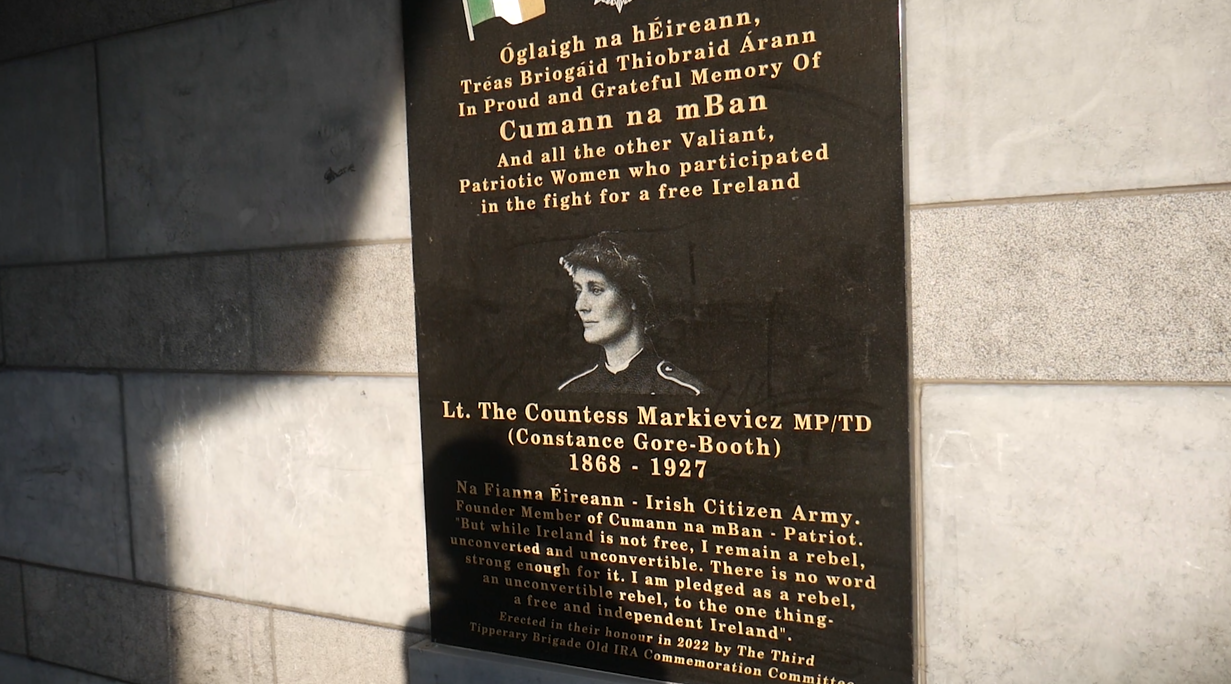 Óglaigh na hÉireann,
Tréas Briogáid Thiobraid Árann
In Proud and Grateful Memory Of
Cumann na mBan
And all the other Valiant,
Patriotic Women who participated
in the fight for a free Ireland
Lt. The Countess Markievicz MP/TD
(Constance Gore-Booth)
1868 - 1927
Na Fianna Éireann - Irish Citizen Army.
Founder Member of Cumann na mBan - Patriot.
"But while Ireland is not free, I remain a rebel,
unconverted and unconvertible. There is no word
strong enough for it. I am pledged as a rebel,
an unconvertible rebel, to the one thing-
a free and independent Ireland".
Erected in their honour in 2022 by The Third
Tipperary Brigade Old IRA Commemoration Committee